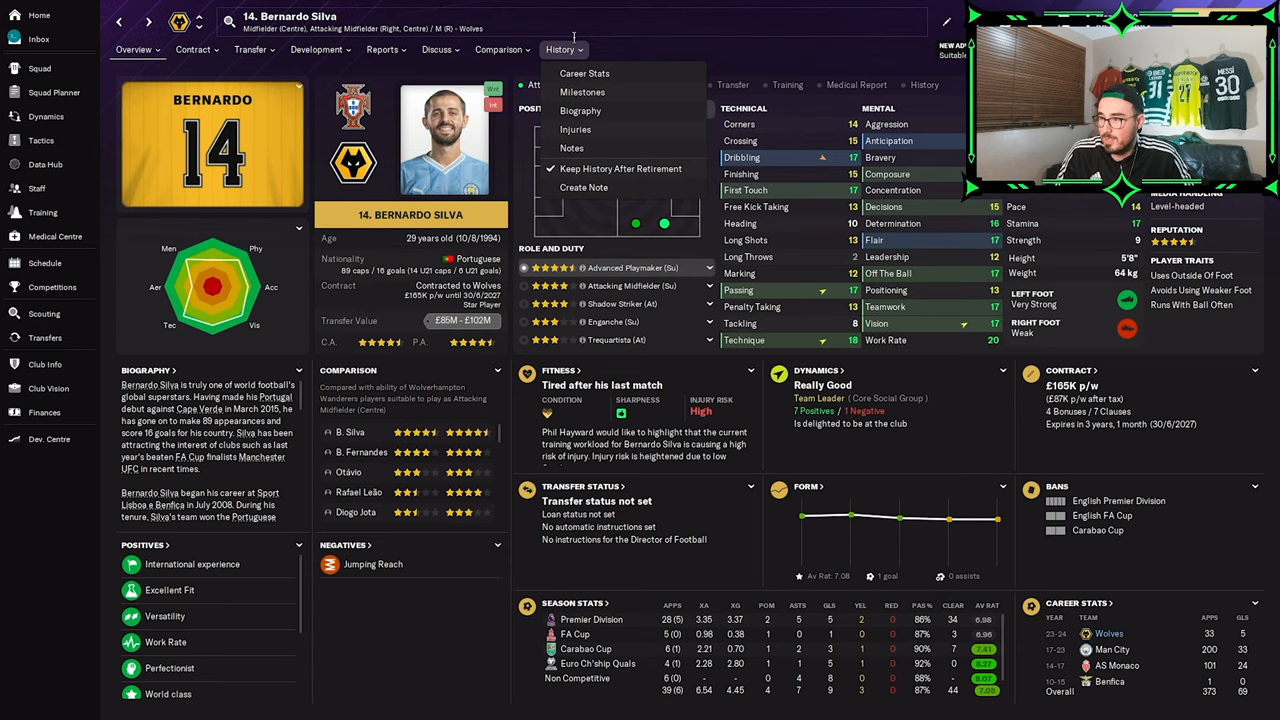 Home
Inbox
Squad
Squad Planner
Dynamics
Tactics
Data Hub
Staff
Training
Medical Centre
Schedule
Competitions
Scouting
Transfers
Club Info
Club Vision
Finances
Dev. Centre
14. Bernardo Silva
Midfielder (Centre), Attacking Midfielder (Right, Centre) / M (R) - Wolves
Overview
Contract
Transfer
Development
Reports
Discuss
Comparison
History
Career Stats
Milestones
Biography
Injuries
Notes
Keep History After Retirement
Create Note
NEW
Suitable
BERNARDO
14
Wnt
Int
14. BERNARDO SILVA
Age 29 years old (10/8/1994)
Nationality Portuguese
89 caps / 16 goals (14 U21 caps / 6 U21 goals)
Contract Contracted to Wolves
£165K p/w until 30/6/2027
Star Player
Transfer Value £85M - £102M
C.A. P.A.
Men Phy
Aer Acc
Tec Vis
Transfer Training Medical Report History
ROLE AND DUTY
Advanced Playmaker (Su)
Attacking Midfielder (Su)
Shadow Striker (At)
Enganche (Su)
Trequartista (At)
TECHNICAL
Corners 14
Crossing 15
Dribbling 17
Finishing 15
First Touch 17
Free Kick Taking 13
Heading 10
Long Shots 13
Long Throws 2
Marking 12
Passing 17
Penalty Taking 13
Tackling 8
Technique 18
MENTAL
Aggression
Anticipation
Bravery
Composure
Concentration
Decisions 15
Determination 16
Flair 17
Leadership 12
Off The Ball 17
Positioning 13
Teamwork 17
Vision 17
Work Rate 20
Pace 14
Stamina 17
Strength 9
Height 5'8"
Weight 64 kg
LEFT FOOT
Very Strong
RIGHT FOOT
Weak
MEDIA HANDLING
Level-headed
REPUTATION
PLAYER TRAITS
Uses Outside Of Foot
Avoids Using Weaker Foot
Runs With Ball Often
MESSI
30
BIOGRAPHY
Bernardo Silva is truly one of world football's
global superstars. Having made his Portugal
debut against Cape Verde in March 2015, he
has gone on to make 89 appearances and
score 16 goals for his country. Silva has been
attracting the interest of clubs such as last
year's beaten FA Cup finalists Manchester
UFC in recent times.
Bernardo Silva began his career at Sport
Lisboa e Benfica in July 2008. During his
tenure, Silva's team won the Portuguese
COMPARISON
Compared with ability of Wolverhampton
Wanderers players suitable to play as Attacking
Midfielder (Centre)
B. Silva
B. Fernandes
Otávio
Rafael Leão
Diogo Jota
POSITIVES
International experience
Excellent Fit
Versatility
Work Rate
Perfectionist
World class
NEGATIVES
Jumping Reach
FITNESS
Tired after his last match
CONDITION SHARPNESS INJURY RISK
High
Phil Hayward would like to highlight that the current
training workload for Bernardo Silva is causing a high
risk of injury. Injury risk is heightened due to low
DYNAMICS
Really Good
Team Leader ( Core Social Group )
7 Positives / 1 Negative
Is delighted to be at the club
CONTRACT
£165K p/w
(£87K p/w after tax)
4 Bonuses / 7 Clauses
Expires in 3 years, 1 month (30/6/2027)
TRANSFER STATUS
Transfer status not set
Loan status not set
No automatic instructions set
No instructions for the Director of Football
FORM
Av Rat: 7.08 1 goal 0 assists
BANS
English Premier Division
English FA Cup
Carabao Cup
SEASON STATS APPS XA XG POM ASTS GLS YEL RED PAS% CLEAR AV RAT
Premier Division 28 (5) 3.35 3.37 2 5 5 2 0 86% 34 6.98
FA Cup 5 (0) 0.98 0.38 1 0 1 0 0 87% 3 6.96
Carabao Cup 6 (1) 2.21 0.70 1 2 3 1 0 90% 7 7.41
Euro Ch'ship Quals 4 (1) 2.28 2.80 1 1 5 1 0 92% 0 8.27
Non Competitive 6 (0) - - 0 4 8 0 0 88% - 8.07
39 (6) 6.54 4.45 4 7 9 3 0 87% 44 7.05
CAREER STATS
YEAR TEAM APPS GLS
23-24 Wolves 33 5
17-23 Man City 200 33
14-17 AS Monaco 101 24
10-15 Benfica 1 0
Overall 373 69